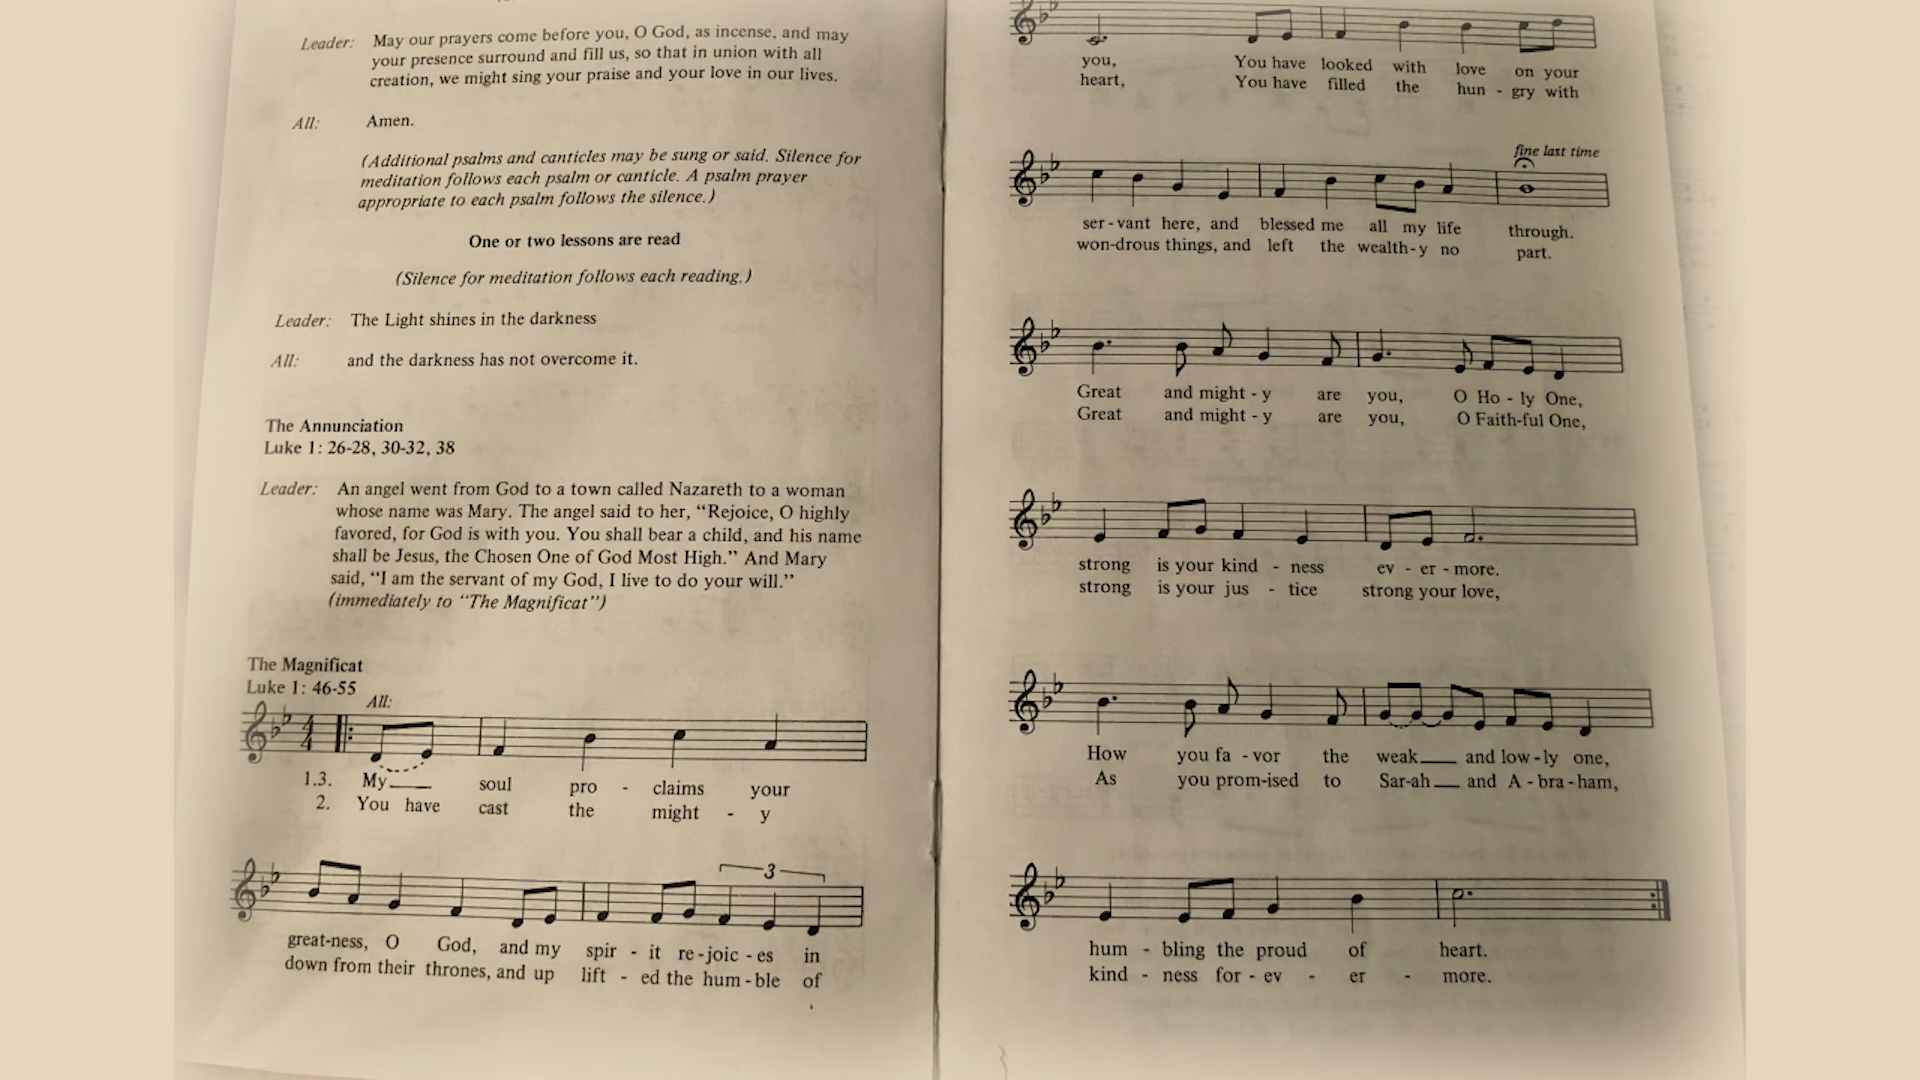 Leader: May our prayers come before you, O God, as incense, and may
your presence surround and fill us, so that in union with all
creation, we might sing your praise and your love in our lives.
All: Amen.
(Additional psalms and canticles may be sung or said. Silence for
meditation follows each psalm or canticle. A psalm prayer
appropriate to each psalm follows the silence.)
One or two lessons are read
(Silence for meditation follows each reading.)
Leader: The Light shines in the darkness
All: and the darkness has not overcome it.
The Annunciation
Luke 1: 26-28, 30-32, 38
Leader: An angel went from God to a town called Nazareth to a woman
whose name was Mary. The angel said to her, “Rejoice, O highly
favored, for God is with you. You shall bear a child, and his name
shall be Jesus, the Chosen One of God Most High.” And Mary
said, “I am the servant of my God, I live to do your will.”
(immediately to “The Magnificat”)
The Magnificat
Luke 1: 46-55
All:
4
4
1.3. My___ soul pro - claims your
2. You have cast the might - y
3
great-ness, O God, and my spir - it re-joic - es in
down from their thrones, and up lift - ed the hum-ble of
you, You have looked with love on your
heart, You have filled the hun - gry with
fine last time
ser-vant here, and blessed me all my life through.
won-drous things, and left the wealth-y no part.
Great and might - y are you, O Ho - ly One,
Great and might - y are you, O Faith-ful One,
strong is your kind - ness ev - er - more.
strong is your jus - tice strong your love,
How you fa - vor the weak___ and low-ly one,
As you prom-ised to Sar-ah___ and A-bra-ham,
hum - bling the proud of heart.
kind - ness for-ev - er - more.